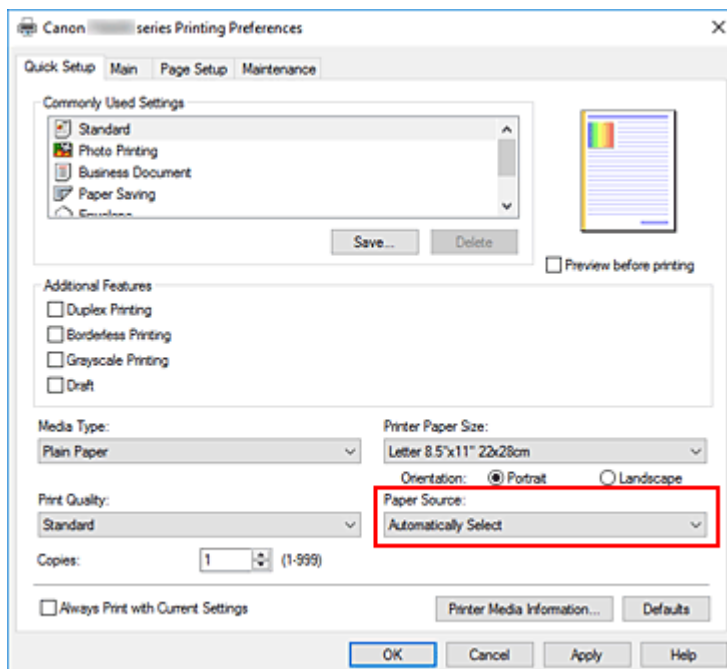 Canon series Printing Preferences
Quick Setup Main Page Setup Maintenance
Commonly Used Settings
Standard
Photo Printing
Business Document
Paper Saving
Envelope
Save... Delete
Preview before printing
Additional Features
Duplex Printing
Borderless Printing
Grayscale Printing
Draft
Media Type: Printer Paper Size:
Plain Paper Letter 8.5"x11" 22x28cm
Orientation: Portrait Landscape
Print Quality: Paper Source:
Standard Automatically Select
Copies: 1 (1-999)
Always Print with Current Settings Printer Media Information... Defaults
OK Cancel Apply Help